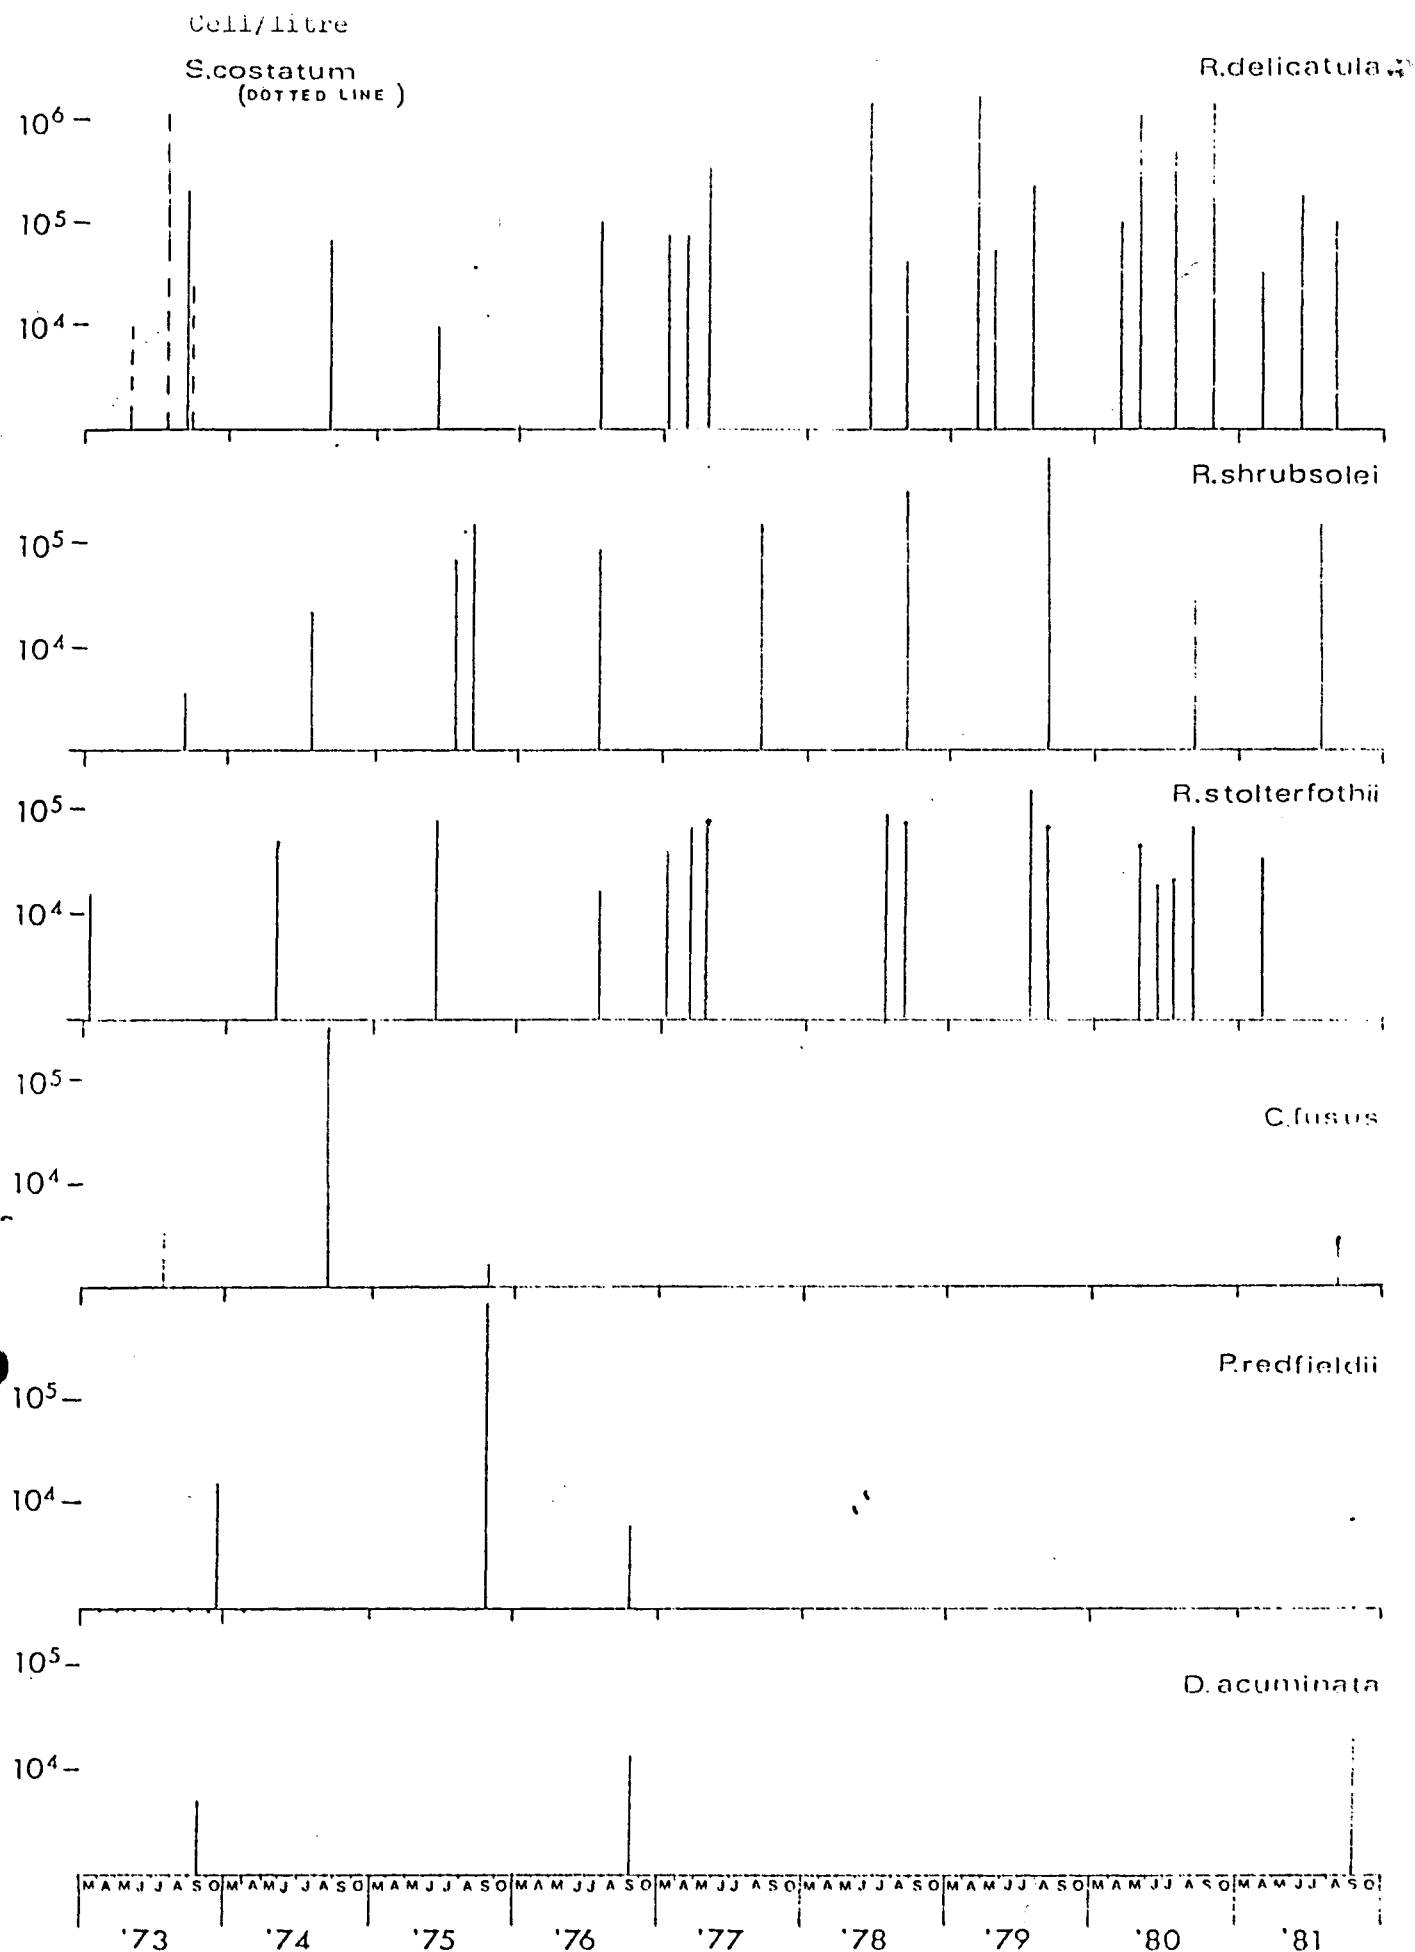 Cell/litre
S.costatum
(DOTTED LINE)
R.delicatula
10⁶
10⁵
10⁴
R.shrubsolei
10⁵
10⁴
R.stolterfothii
10⁵
10⁴
C.fusus
10⁵
10⁴
P.redfieldii
10⁵
10⁴
D.acuminata
10⁵
10⁴
M A M J J A S O M A M J J A S O M A M J J A S O M A M J J A S O M A M J J A S O M A M J J A S O M A M J J A S O M A M J J A S O M A M J J A S O
'73 '74 '75 '76 '77 '78 '79 '80 '81